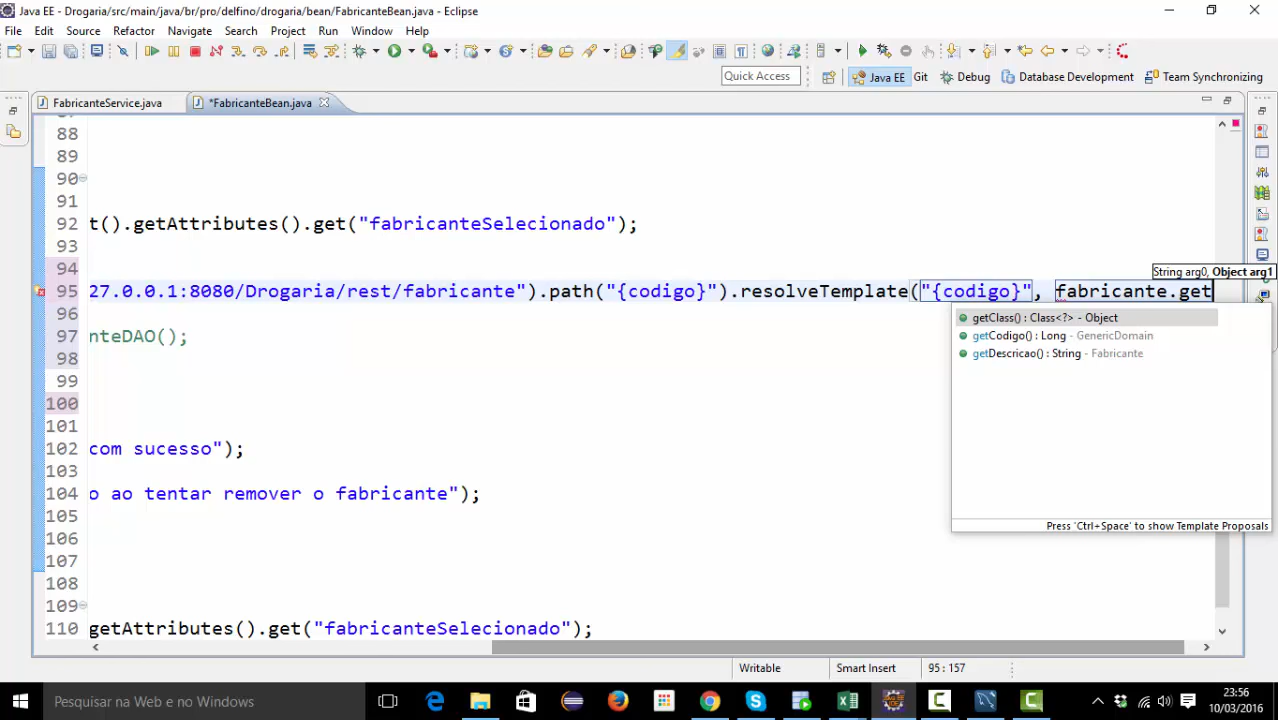 Java EE - Drogaria/src/main/java/br/pro/delfino/drogaria/bean/FabricanteBean.java - Eclipse
File Edit Source Refactor Navigate Search Project Run Window Help
Quick Access Java EE Git Debug Database Development Team Synchronizing
FabricanteService.java *FabricanteBean.java
88
89
90
91
92 t().getAttributes().get("fabricanteSelecionado");
93
94
String arg0, Object arg1
95 27.0.0.1:8080/Drogaria/rest/fabricante").path("{codigo}").resolveTemplate("{codigo}", fabricante.get
96
getClass() : Class<?> - Object
97 nteDAO();
getCodigo() : Long - GenericDomain
98
getDescricao() : String - Fabricante
99
100
101
102 com sucesso");
103
104 o ao tentar remover o fabricante");
105
Press 'Ctrl+Space' to show Template Proposals
106
107
108
109
110 getAttributes().get("fabricanteSelecionado");
Writable Smart Insert 95 : 157
Pesquisar na Web e no Windows
23:56
10/03/2016